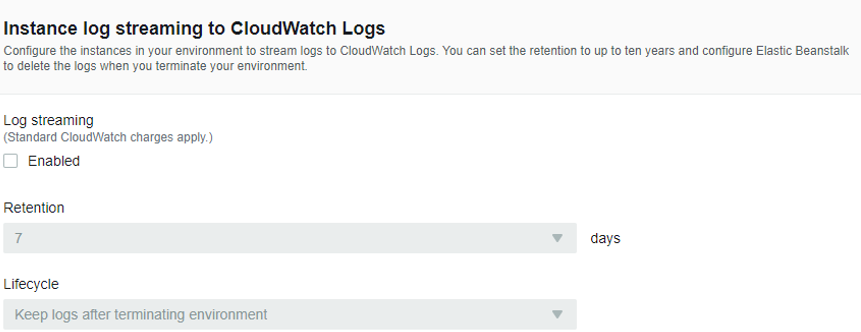 Instance log streaming to CloudWatch Logs
Configure the instances in your environment to stream logs to CloudWatch Logs. You can set the retention to up to ten years and configure Elastic Beanstalk
to delete the logs when you terminate your environment.
Log streaming
(Standard CloudWatch charges apply.)
Enabled
Retention
7 days
Lifecycle
Keep logs after terminating environment